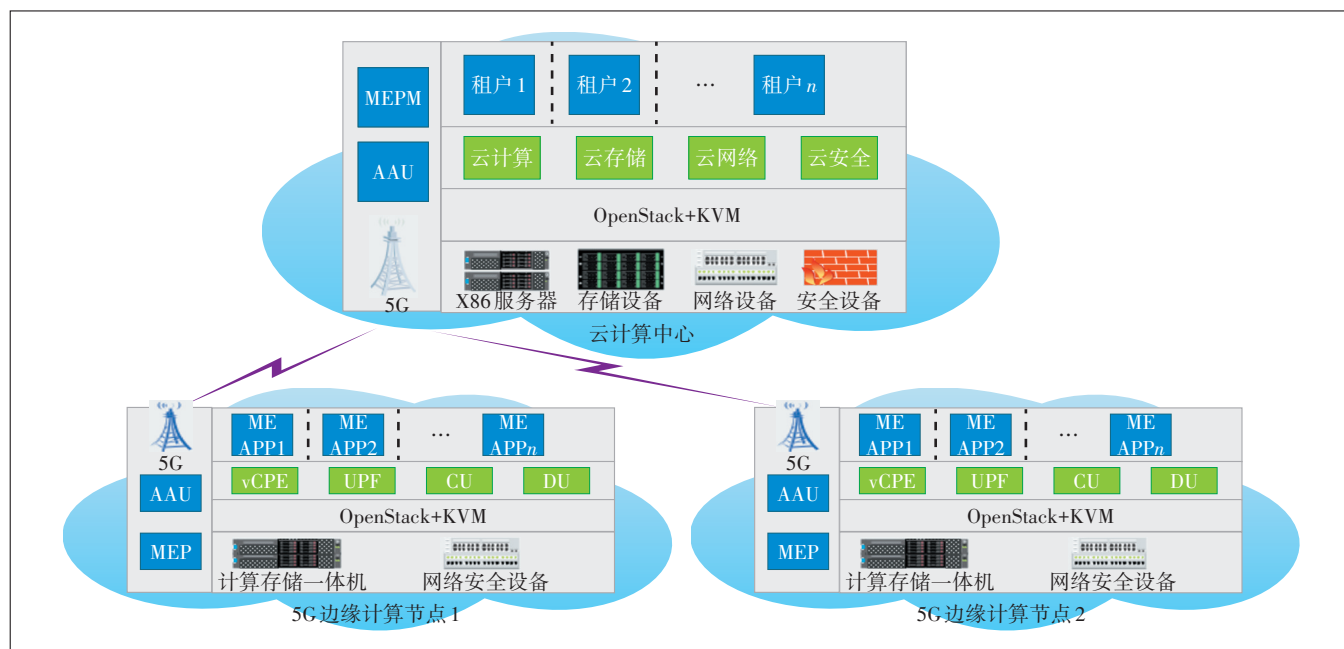 租户1
租户2
…
租户n
MEPM
云计算
云存储
云网络
云安全
AAU
OpenStack+KVM
5G
X86服务器
存储设备
网络设备
安全设备
云计算中心
5G
ME
APP1
ME
APP2
…
ME
APPn
AAU
vCPE
UPF
CU
DU
OpenStack+KVM
MEP
计算存储一体机
网络安全设备
5G边缘计算节点1
5G
ME
APP1
ME
APP2
…
ME
APPn
AAU
vCPE
UPF
CU
DU
OpenStack+KVM
MEP
计算存储一体机
网络安全设备
5G边缘计算节点2